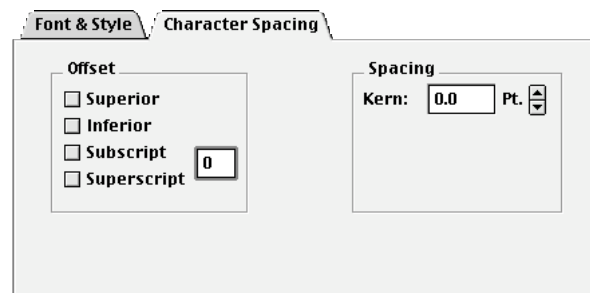 Font & Style
Character Spacing
Offset
Superior
Inferior
Subscript
Superscript
0
Spacing
Kern: 0.0 Pt.